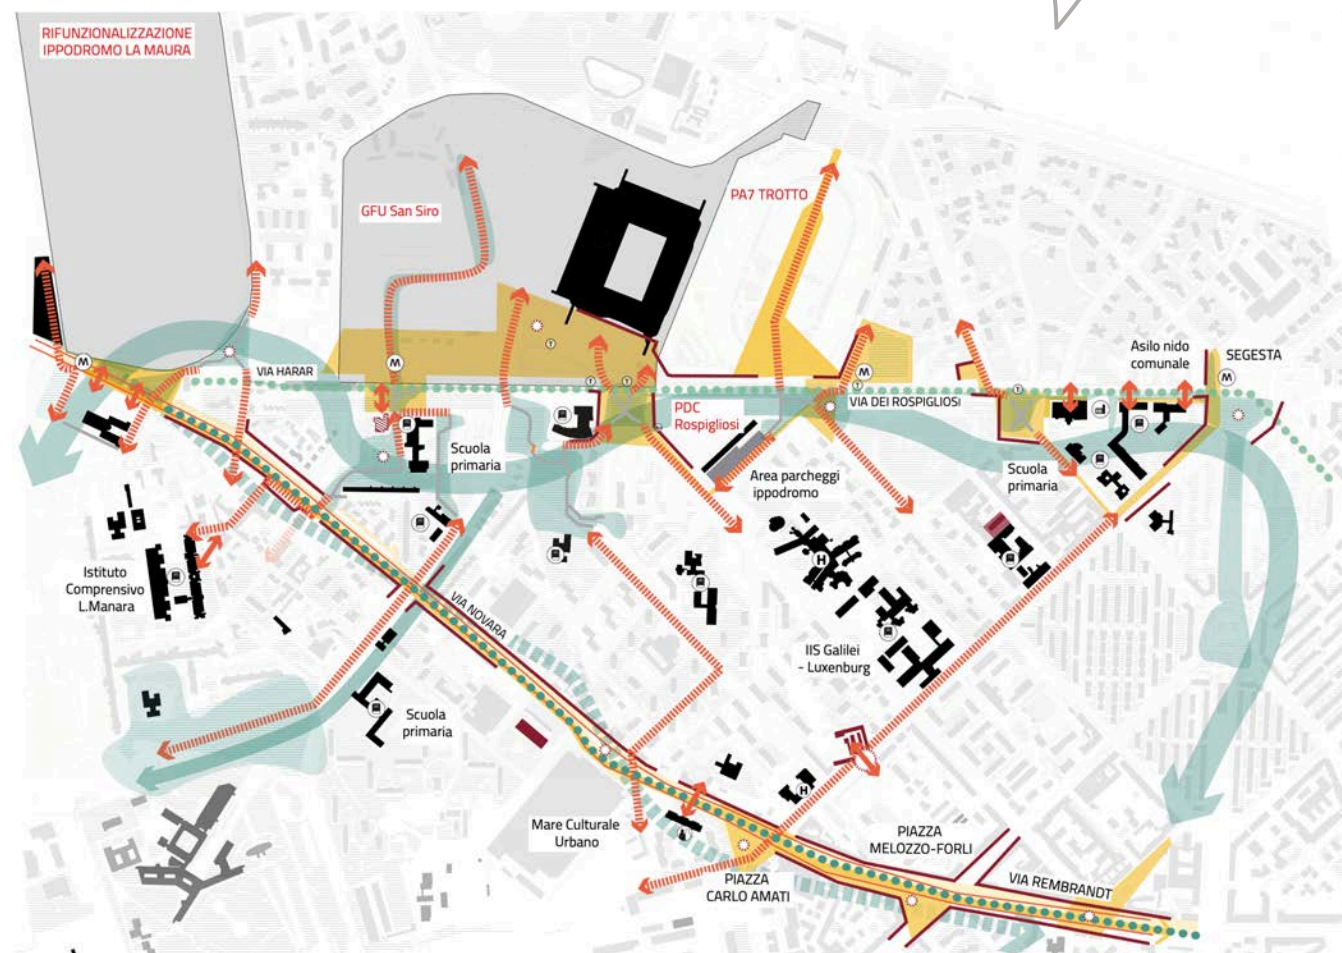 RIFUNZIONALIZZAZIONE
IPPODROMO LA MAURA
GFU San Siro
PA7 TROTTO
M
T
M
VIA HARAR
T
T
M
T
VIA DEI ROSPIGLIOSI
T
Asilo nido
comunale
SEGESTA
M
PDC
Rospigliosi
Scuola
primaria
Area parcheggi
ippodromo
Scuola
primaria
Istituto
Comprensivo
L.Manara
H
VIA NOVARA
IIS Galilei
- Luxenburg
Scuola
primaria
H
Mare Culturale
Urbano
PIAZZA
MELOZZO-FORLI
PIAZZA
CARLO AMATI
VIA REMBRANDT